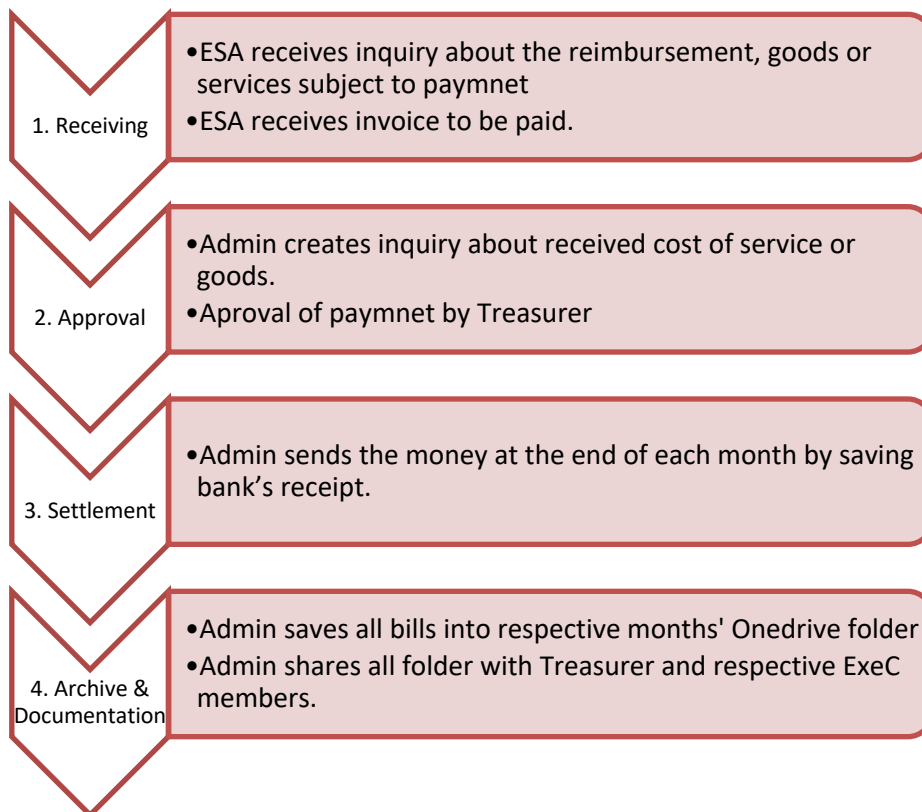 1. Receiving
•ESA receives inquiry about the reimbursement, goods or
services subject to paymnet
•ESA receives invoice to be paid.
2. Approval
•Admin creates inquiry about received cost of service or
goods.
•Aproval of paymnet by Treasurer
3. Settlement
•Admin sends the money at the end of each month by saving
bank’s receipt.
4. Archive &
Documentation
•Admin saves all bills into respective months' Onedrive folder
•Admin shares all folder with Treasurer and respective ExeC
members.